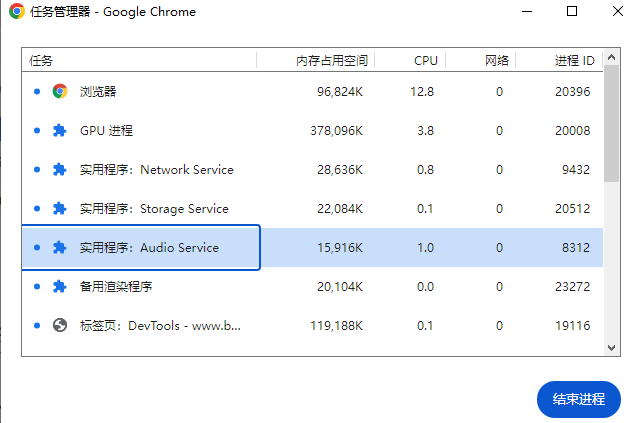 任务管理器 - Google Chrome
任务 内存占用空间 CPU 网络 进程 ID
浏览器 96,824K 12.8 0 20396
GPU 进程 378,096K 3.8 0 20008
实用程序：Network Service 28,636K 0.8 0 9432
实用程序：Storage Service 22,084K 0.1 0 20512
实用程序：Audio Service 15,916K 1.0 0 8312
备用渲染程序 20,104K 0.0 0 23272
标签页：DevTools - www.b... 119,188K 0.1 0 19116
结束进程